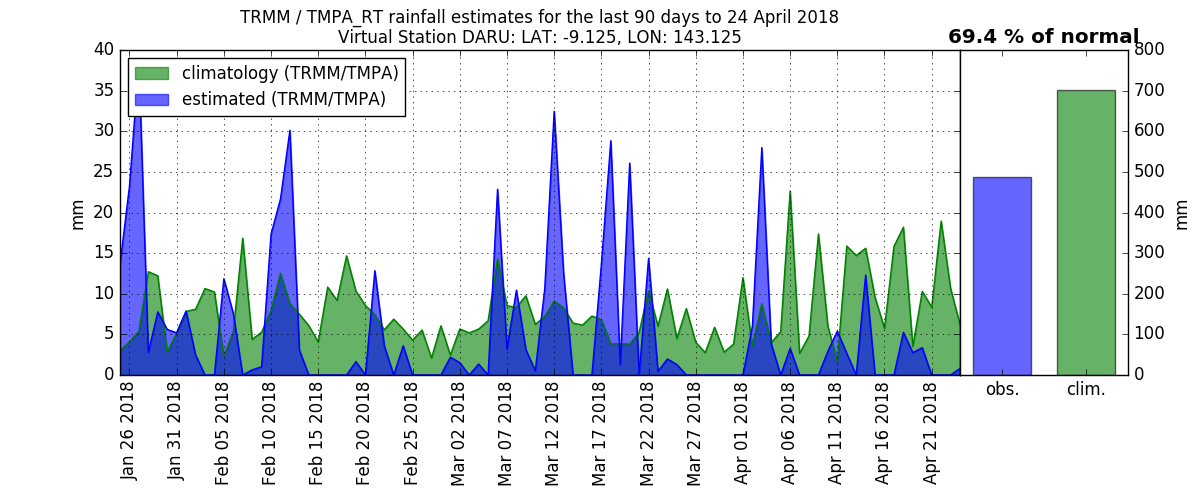 TRMM / TMPA_RT rainfall estimates for the last 90 days to 24 April 2018
Virtual Station DARU: LAT: -9.125, LON: 143.125
69.4 % of normal
climatology (TRMM/TMPA)
estimated (TRMM/TMPA)
40
35
30
25
20
15
10
5
0
mm
Jan 26 2018
Jan 31 2018
Feb 05 2018
Feb 10 2018
Feb 15 2018
Feb 20 2018
Feb 25 2018
Mar 02 2018
Mar 07 2018
Mar 12 2018
Mar 17 2018
Mar 22 2018
Mar 27 2018
Apr 01 2018
Apr 06 2018
Apr 11 2018
Apr 16 2018
Apr 21 2018
800
700
600
500
400
300
200
100
0
mm
obs.
clim.